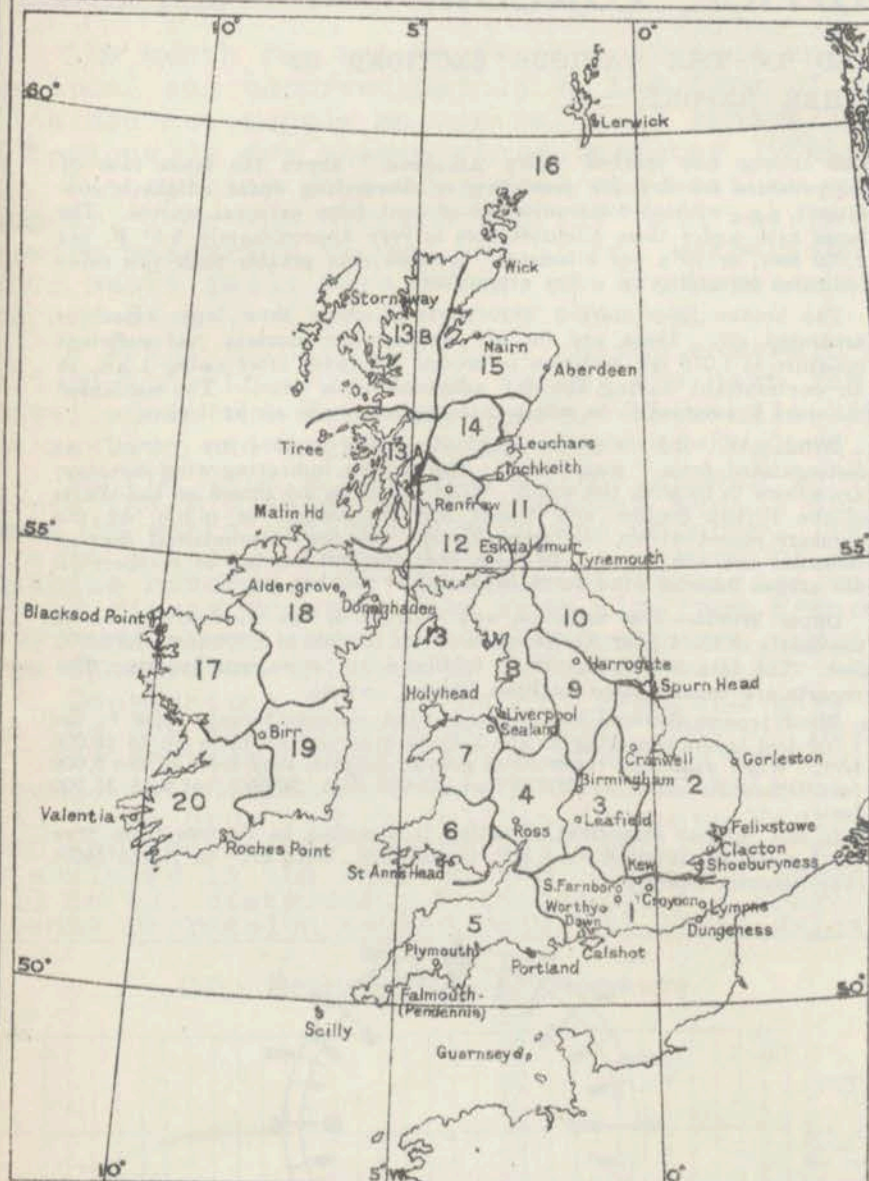 10°
5°
0°
60°
Lerwick
16
Wick
Stornoway
13
B
Nairn
15
Aberdeen
14
Leuchars
Tiree
13A
Inchkeith
Renfrew
11
Malin Hd
55°
12
Eskdalemuir
Tynemouth
55°
Aldergrove
Donaghadee
18
Blacksod Point
13
10
17
8
Harrogate
9
Spurn Head
Holyhead
Liverpool
Sealand
Birr
19
7
Cranwell
Gorleston
2
Birmingham
4
3
20
Valentia
Leafield
Ross
Felixstowe
6
Clacton
Roches Point
Shoeburyness
St Ann's Head
Kew
S. Farnboro
Croydon
1
Worthy
Down
Lympne
5
Dungeness
Calshot
Plymouth
Portland
50°
50°
Falmouth
(Pendennis)
Scilly
Guernsey
10°
5°W
0°